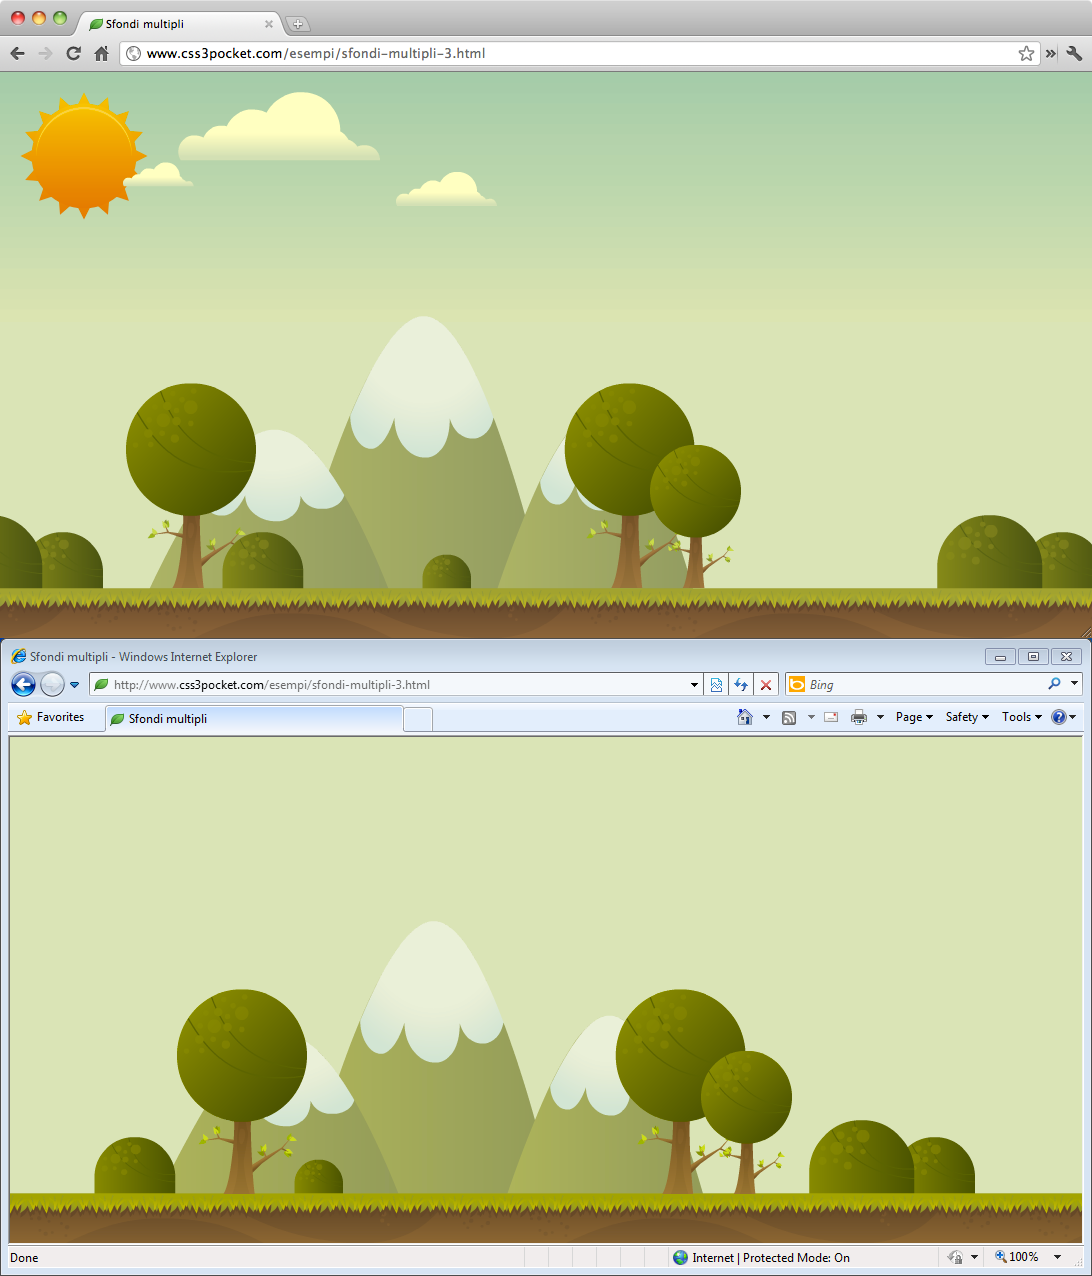 Sfondi multipli
www.css3pocket.com/esempi/sfondi-multipli-3.html
Sfondi multipli - Windows Internet Explorer
http://www.css3pocket.com/esempi/sfondi-multipli-3.html
Bing
Favorites
Sfondi multipli
Page
Safety
Tools
Done
Internet | Protected Mode: On
100%